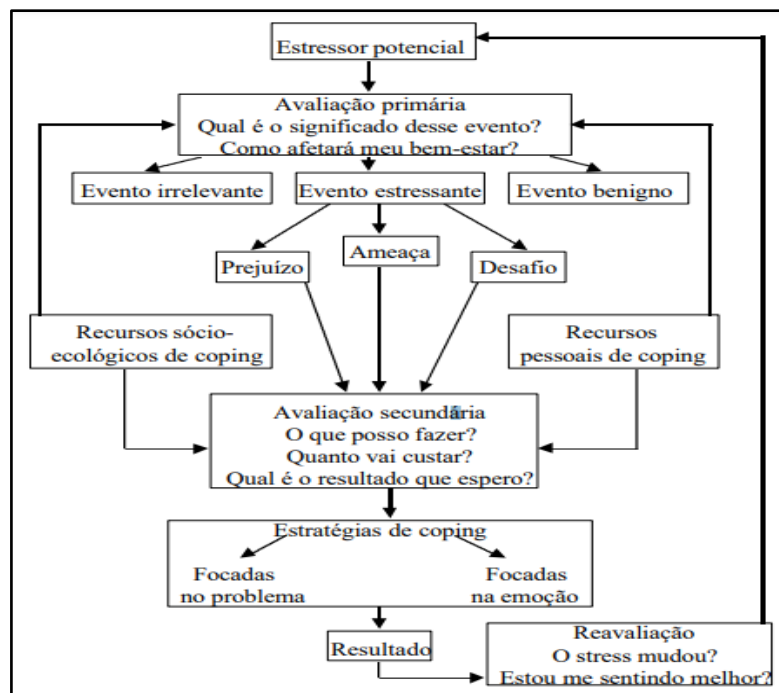 Estressor potencial
Avaliação primária
Qual é o significado desse evento?
Como afetará meu bem-estar?
Evento irrelevante
Evento estressante
Evento benigno
Prejuízo
Ameaça
Desafio
Recursos sócio-
ecológicos de coping
Recursos
pessoais de coping
Avaliação secundária
O que posso fazer?
Quanto vai custar?
Qual é o resultado que espero?
Estratégias de coping
Focadas
no problema
Focadas
na emoção
Resultado
Reavaliação
O stress mudou?
Estou me sentindo melhor?